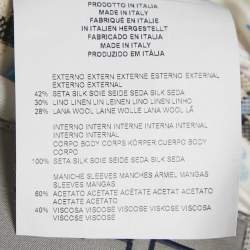 PRODOTTO IN ITALIA
MADE IN ITALY
FABRIQUÉ EN ITALIE
IN ITALIEN HERGESTELLT
FABRICADO EN ITALIA
MADE IN ITALY
PRODUZIDO EM ITÀLIA
EXTERNO EXTERN EXTERNE ESTERNO EXTERNAL
EXTERNO EXTERNAL
42% SETA SILK SOIE SEIDE SEDA SILK SEDA
30% LINO LINEN LIN LEINEN LINO LINEN LINHO
28% LANA WOOL LAINE WOLLE LANA WOOL LÃ
INTERNO INTERN INTERNE INTERNO INTERNAL
INTERNO INTERNAL
CORPO BODY CORPS KÖRPER CUERPO BODY
CORPO
100% SETA SILK SOIE SEIDE SEDA SILK SEDA
MANICHE SLEEVES MANCHES ÄRMEL MANGAS
SLEEVES MANGAS
60% ACETATO ACETATE ACÉTATE AZETAT ACETATO
ACETATE ACETATO
40% VISCOSA VISCOSE VISCOSE VISKOSE VISCOSA
VISCOSE VISCOSE